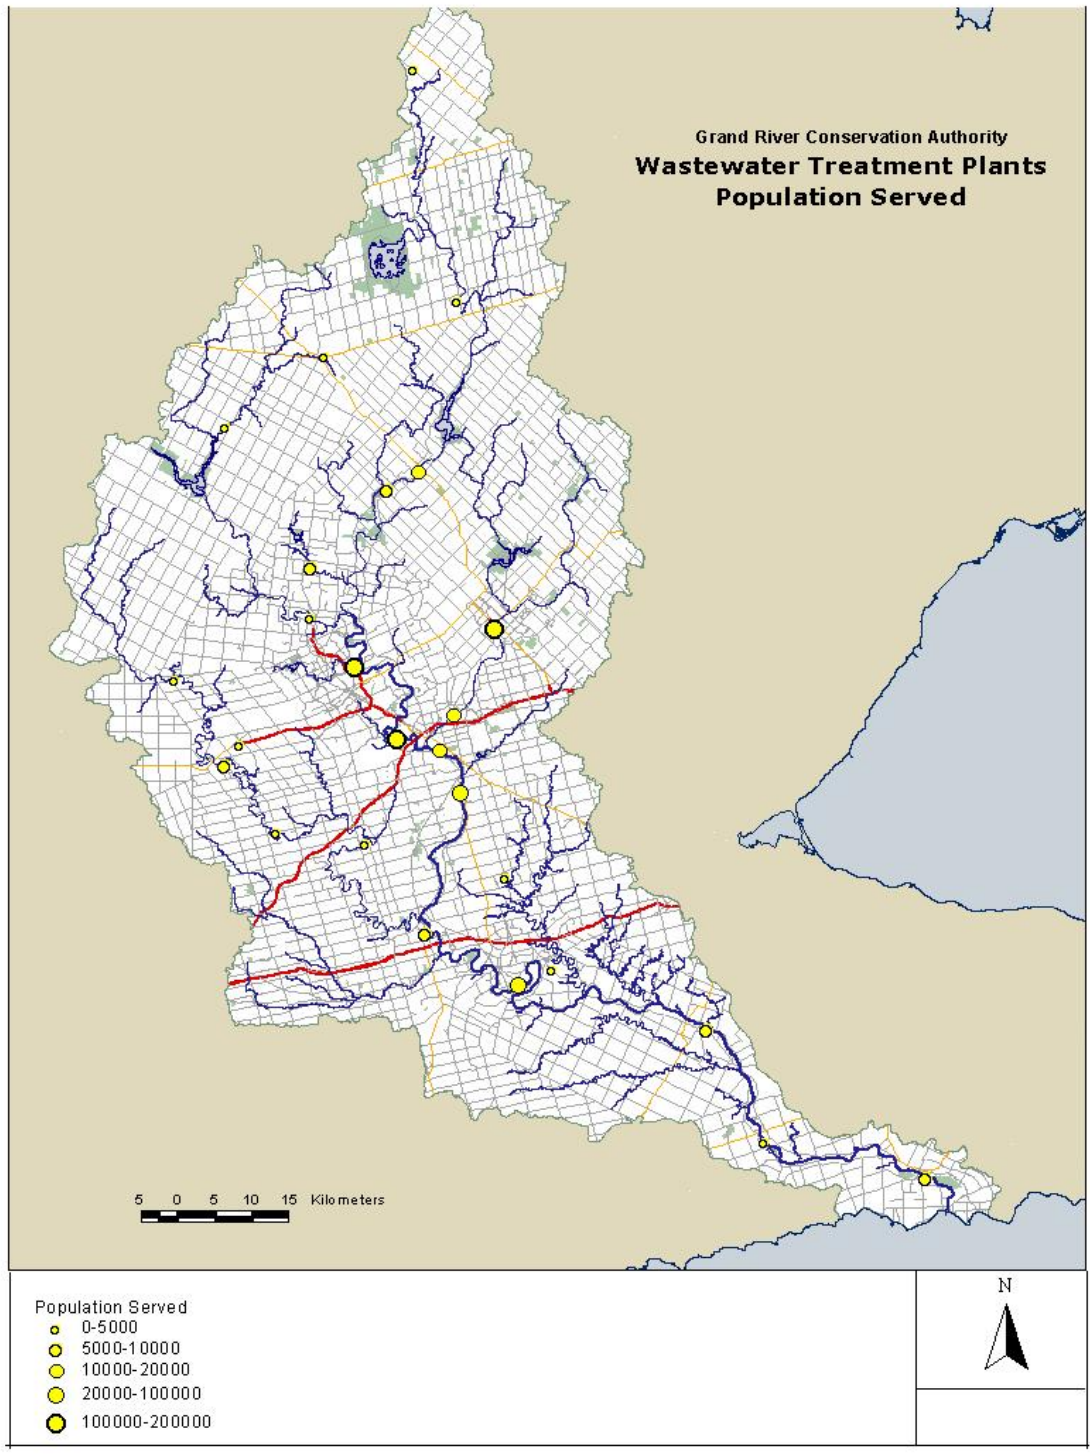 Grand River Conservation Authority
Wastewater Treatment Plants
Population Served
5 0 5 10 15 Kilometers
Population Served
0-5000
5000-10000
10000-20000
20000-100000
100000-200000
N